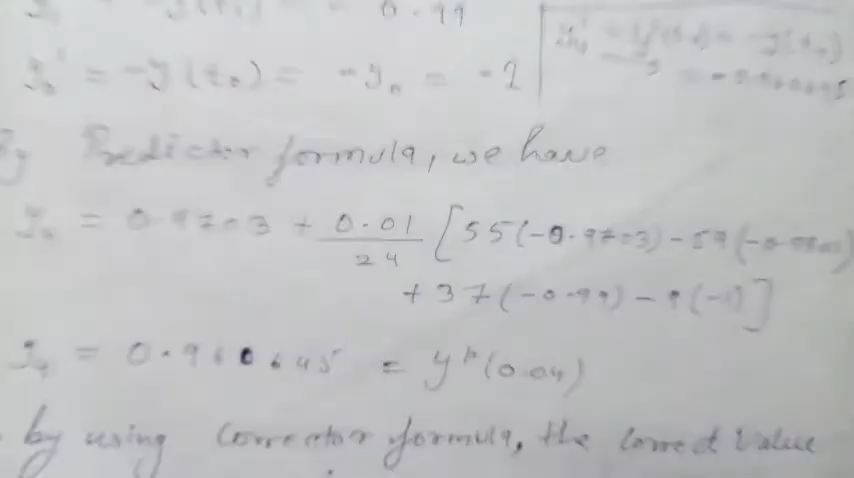 = 0.99
y₀' = -y(t₀) = -y₀ = -1
By Predictor formula, we have
y₄ = 0.9703 + 0.01/24 [55(-0.9703) - 59(
+ 37(-0.99) - 9(-1)]
y₄ = 0.960645 = yᵖ(0.04)
by using Corrector formula, the correct value